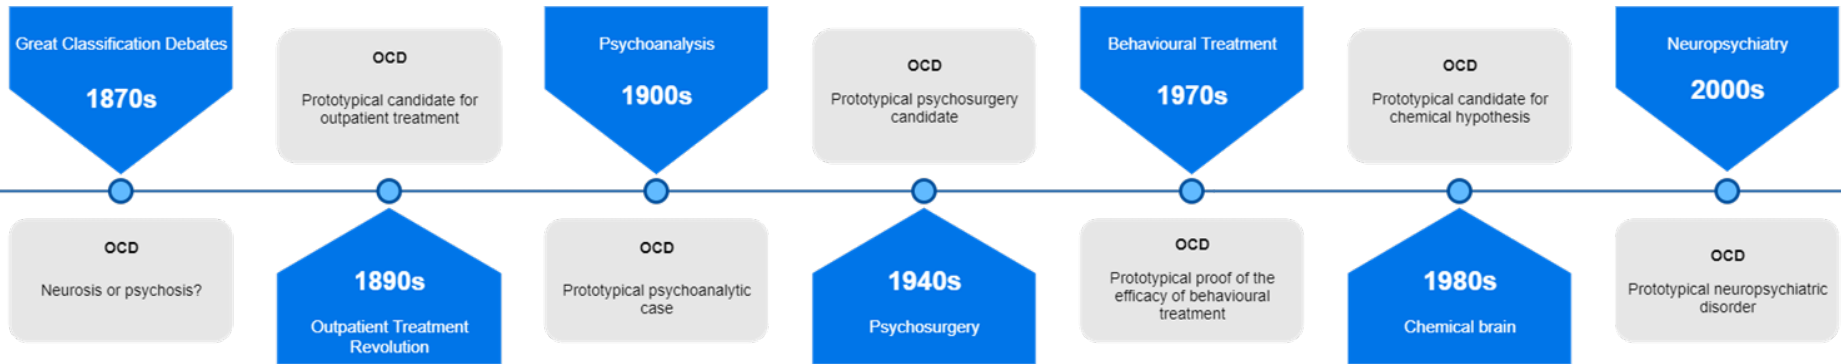 Great Classification Debates
1870s
OCD
Neurosis or psychosis?
OCD
Prototypical candidate for
outpatient treatment
1890s
Outpatient Treatment
Revolution
Psychoanalysis
1900s
OCD
Prototypical psychoanalytic
case
OCD
Prototypical psychosurgery
candidate
1940s
Psychosurgery
Behavioural Treatment
1970s
OCD
Prototypical proof of the
efficacy of behavioural
treatment
OCD
Prototypical candidate for
chemical hypothesis
1980s
Chemical brain
Neuropsychiatry
2000s
OCD
Prototypical neuropsychiatric
disorder